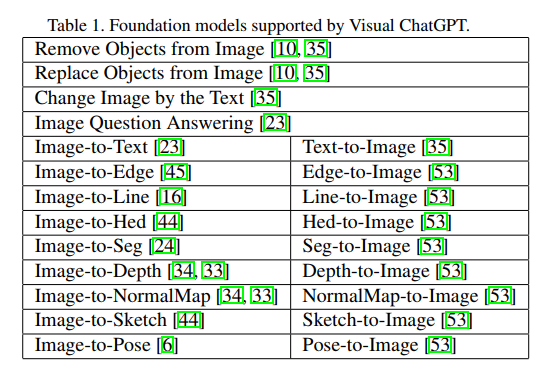 Table 1. Foundation models supported by Visual ChatGPT.
Remove Objects from Image [10, 35]
Replace Objects from Image [10, 35]
Change Image by the Text [35]
Image Question Answering [23]
Image-to-Text [23] Text-to-Image [35]
Image-to-Edge [45] Edge-to-Image [53]
Image-to-Line [16] Line-to-Image [53]
Image-to-Hed [44] Hed-to-Image [53]
Image-to-Seg [24] Seg-to-Image [53]
Image-to-Depth [34, 33] Depth-to-Image [53]
Image-to-NormalMap [34, 33] NormalMap-to-Image [53]
Image-to-Sketch [44] Sketch-to-Image [53]
Image-to-Pose [6] Pose-to-Image [53]